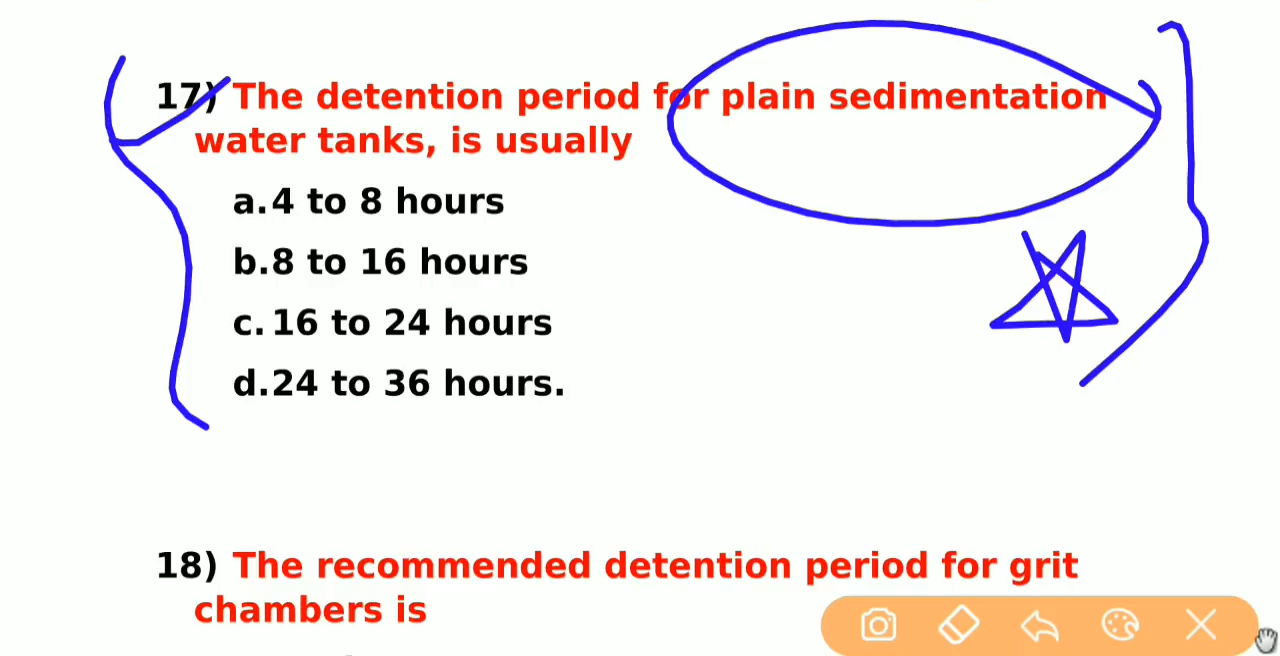 17) The detention period for plain sedimentation
water tanks, is usually
a.4 to 8 hours
b.8 to 16 hours
c. 16 to 24 hours
d.24 to 36 hours.
18) The recommended detention period for grit
chambers is